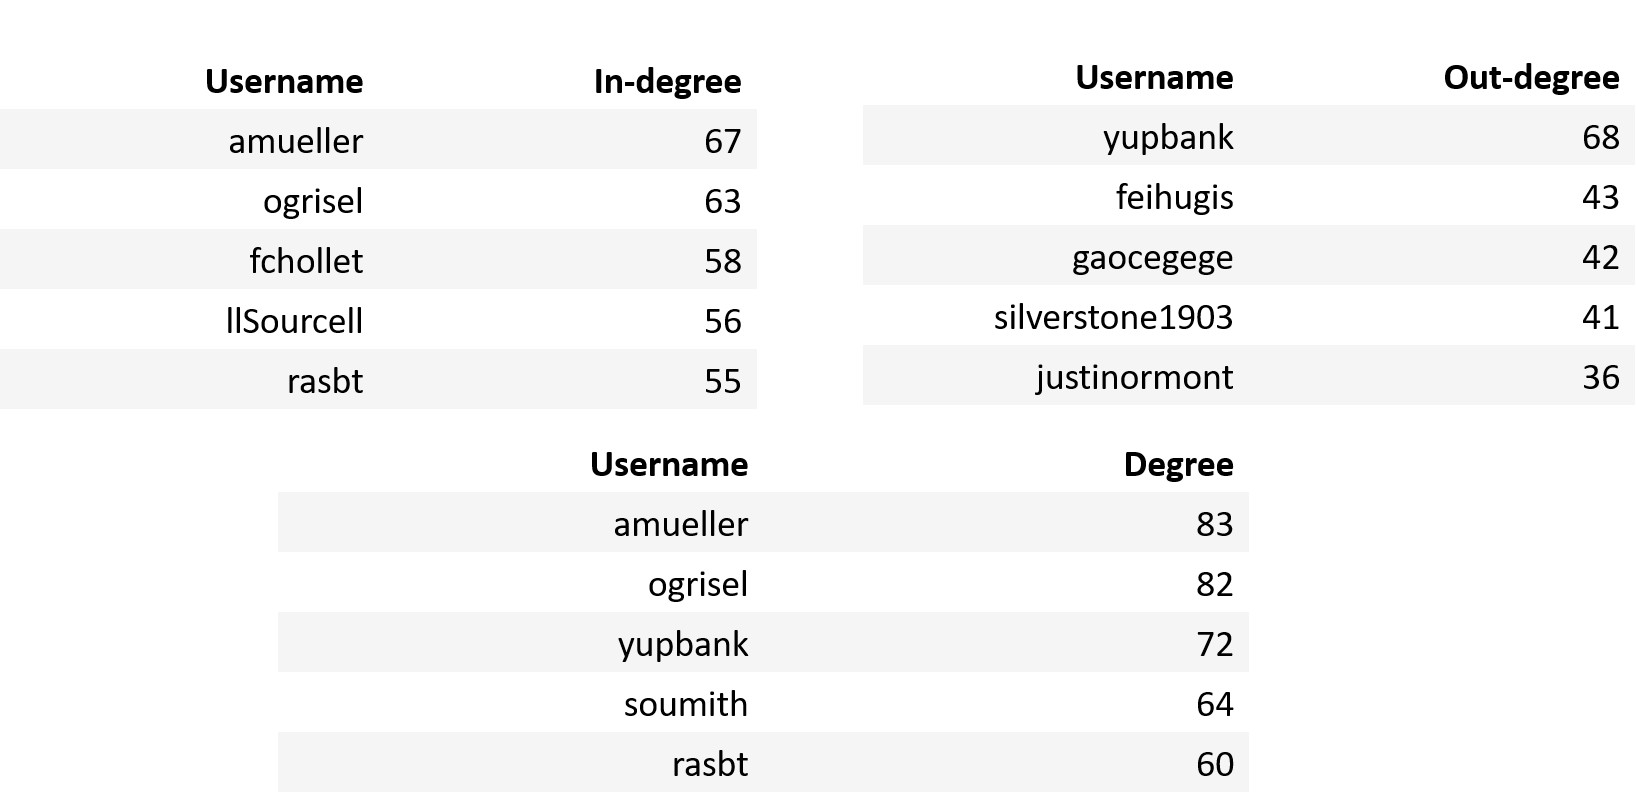 Username In-degree
amueller 67
ogrisel 63
fchollet 58
llSourcell 56
rasbt 55
Username Out-degree
yupbank 68
feihugis 43
gaocegege 42
silverstone1903 41
justinormont 36
Username Degree
amueller 83
ogrisel 82
yupbank 72
soumith 64
rasbt 60